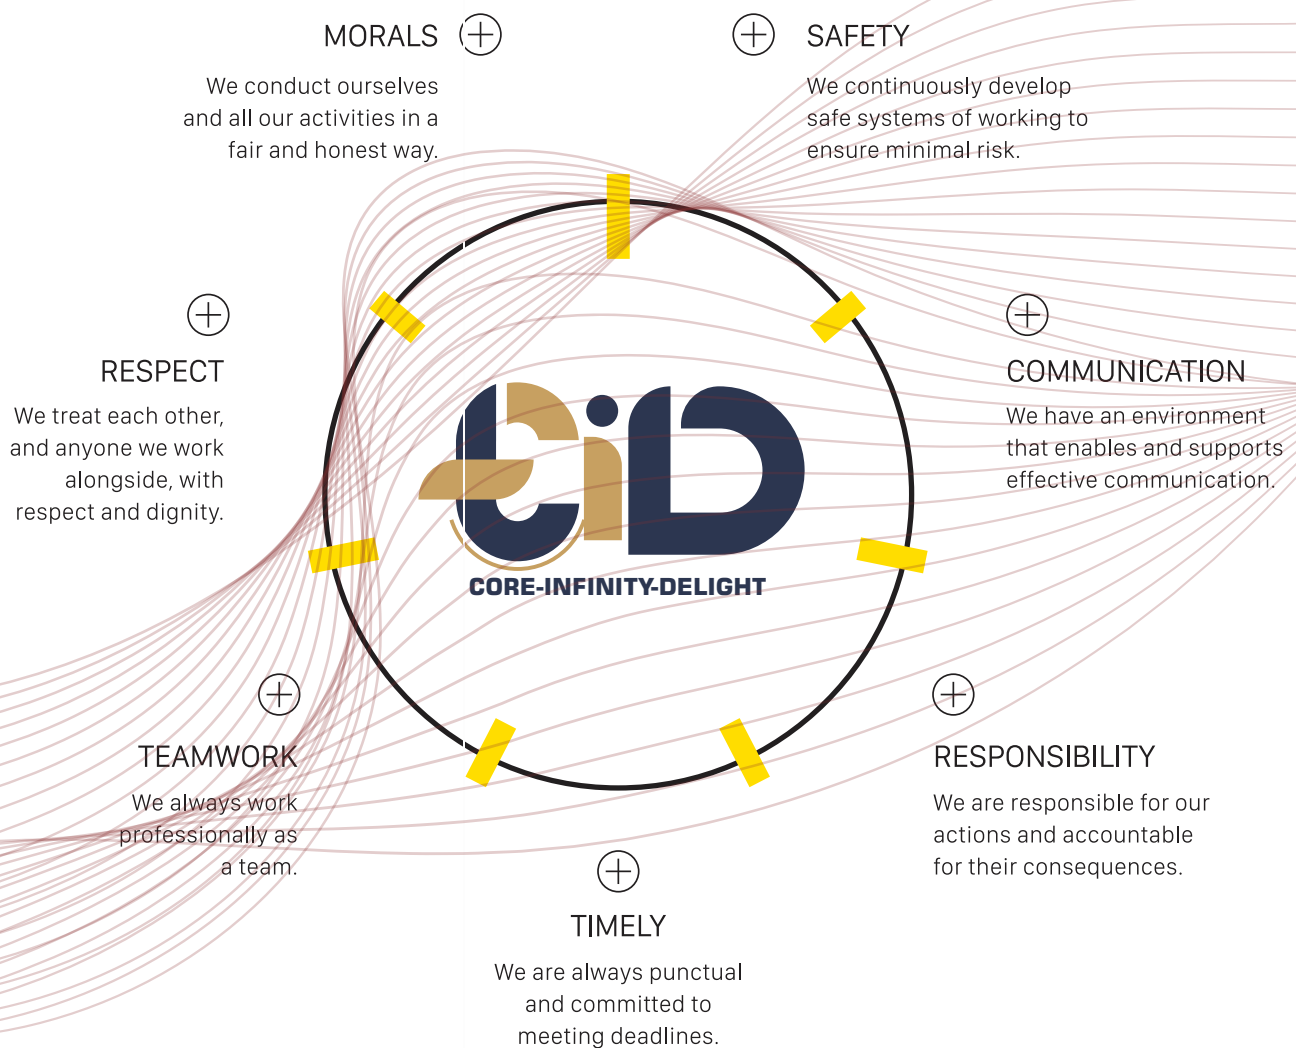 MORALS
We conduct ourselves
and all our activities in a
fair and honest way.
SAFETY
We continuously develop
safe systems of working to
ensure minimal risk.
RESPECT
We treat each other,
and anyone we work
alongside, with
respect and dignity.
COMMUNICATION
We have an environment
that enables and supports
effective communication.
CiD
CORE-INFINITY-DELIGHT
TEAMWORK
We always work
professionally as
a team.
RESPONSIBILITY
We are responsible for our
actions and accountable
for their consequences.
TIMELY
We are always punctual
and committed to
meeting deadlines.